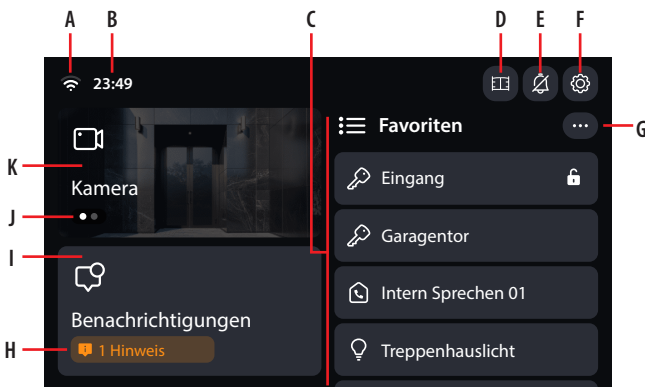 A B C D E F
23:49
Favoriten
G
Eingang
K
Kamera
J
Garagentor
I
Intern Sprechen 01
Benachrichtigungen
H
1 Hinweis
Treppenhauslicht